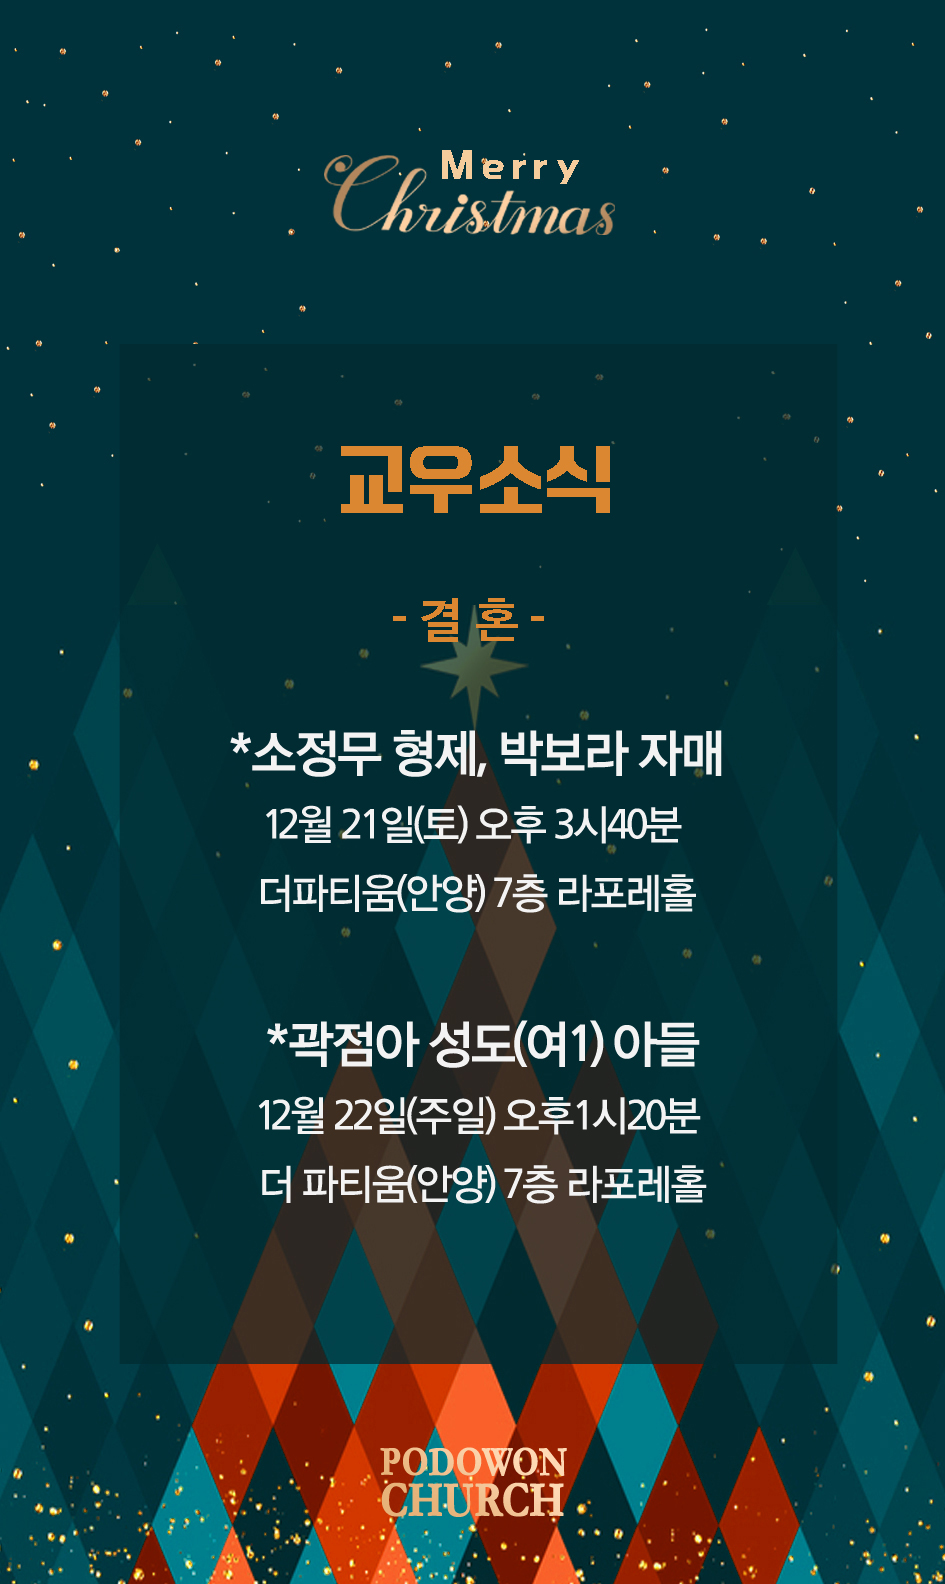 Merry
Christmas
교우소식
- 결 혼 -
*소정무 형제, 박보라 자매
12월 21일(토) 오후 3시40분
더파티움(안양) 7층 라포레홀
*곽점아 성도(여1) 아들
12월 22일(주일) 오후1시20분
더 파티움(안양) 7층 라포레홀
PODOWON
CHURCH